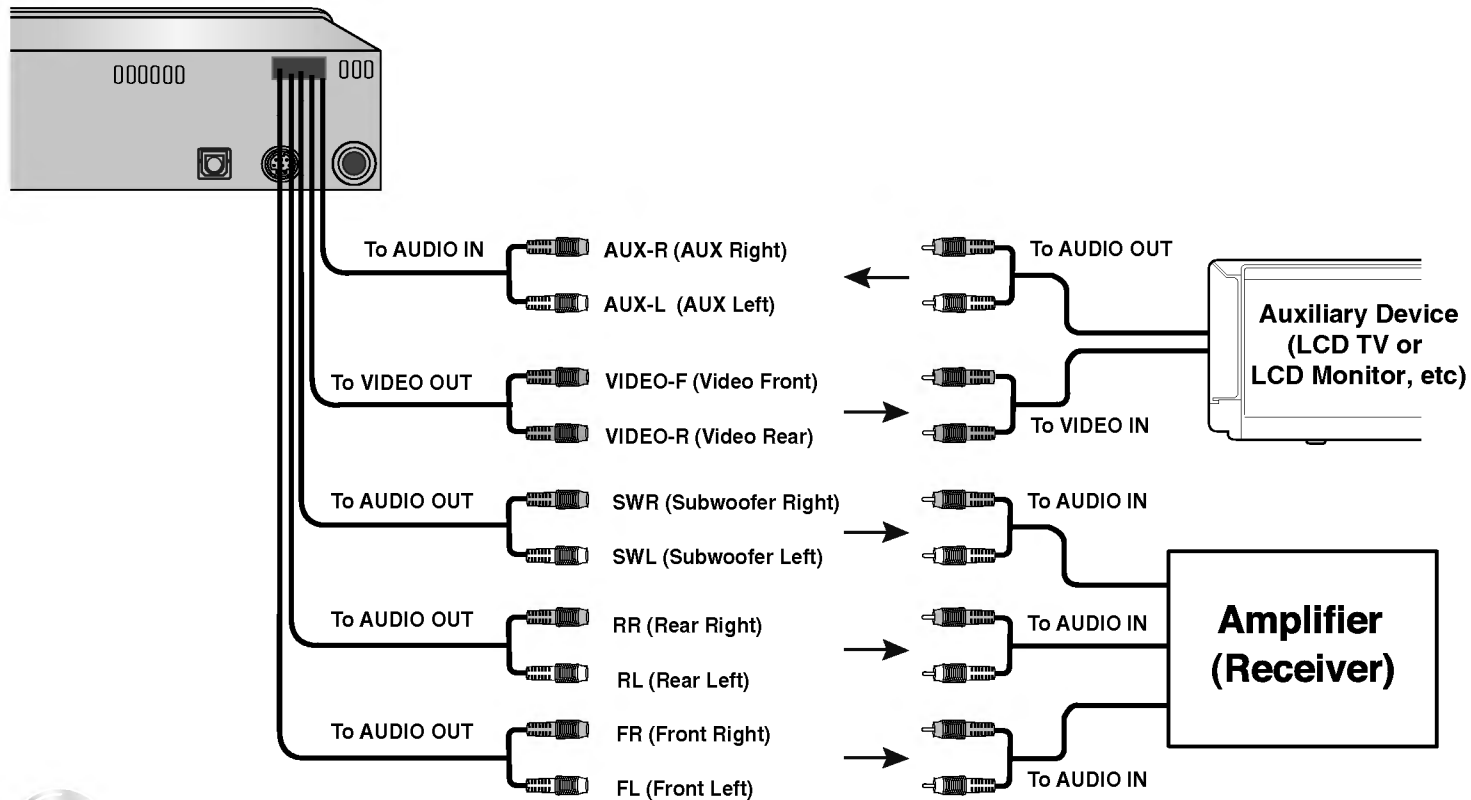 To AUDIO IN
AUX-R (AUX Right)
To AUDIO OUT
AUX-L (AUX Left)
Auxiliary Device
(LCD TV or
LCD Monitor, etc)
To VIDEO OUT
VIDEO-F (Video Front)
VIDEO-R (Video Rear)
To VIDEO IN
To AUDIO OUT
SWR (Subwoofer Right)
To AUDIO IN
SWL (Subwoofer Left)
To AUDIO OUT
RR (Rear Right)
To AUDIO IN
RL (Rear Left)
Amplifier
(Receiver)
To AUDIO OUT
FR (Front Right)
FL (Front Left)
To AUDIO IN